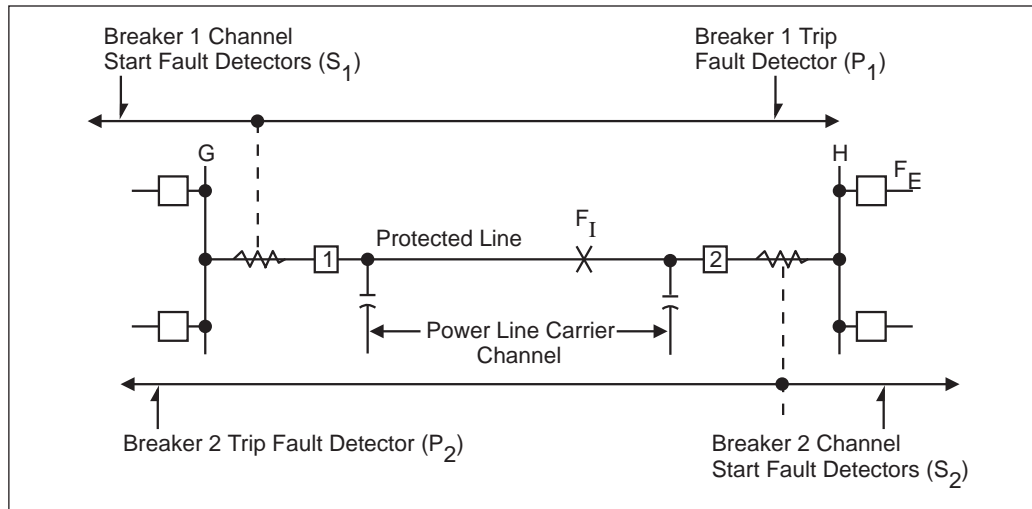 Breaker 1 Channel
Start Fault Detectors (S1)
Breaker 1 Trip
Fault Detector (P1)
G
H
FE
FI
1
Protected Line
2
Power Line Carrier
Channel
Breaker 2 Trip Fault Detector (P2)
Breaker 2 Channel
Start Fault Detectors (S2)